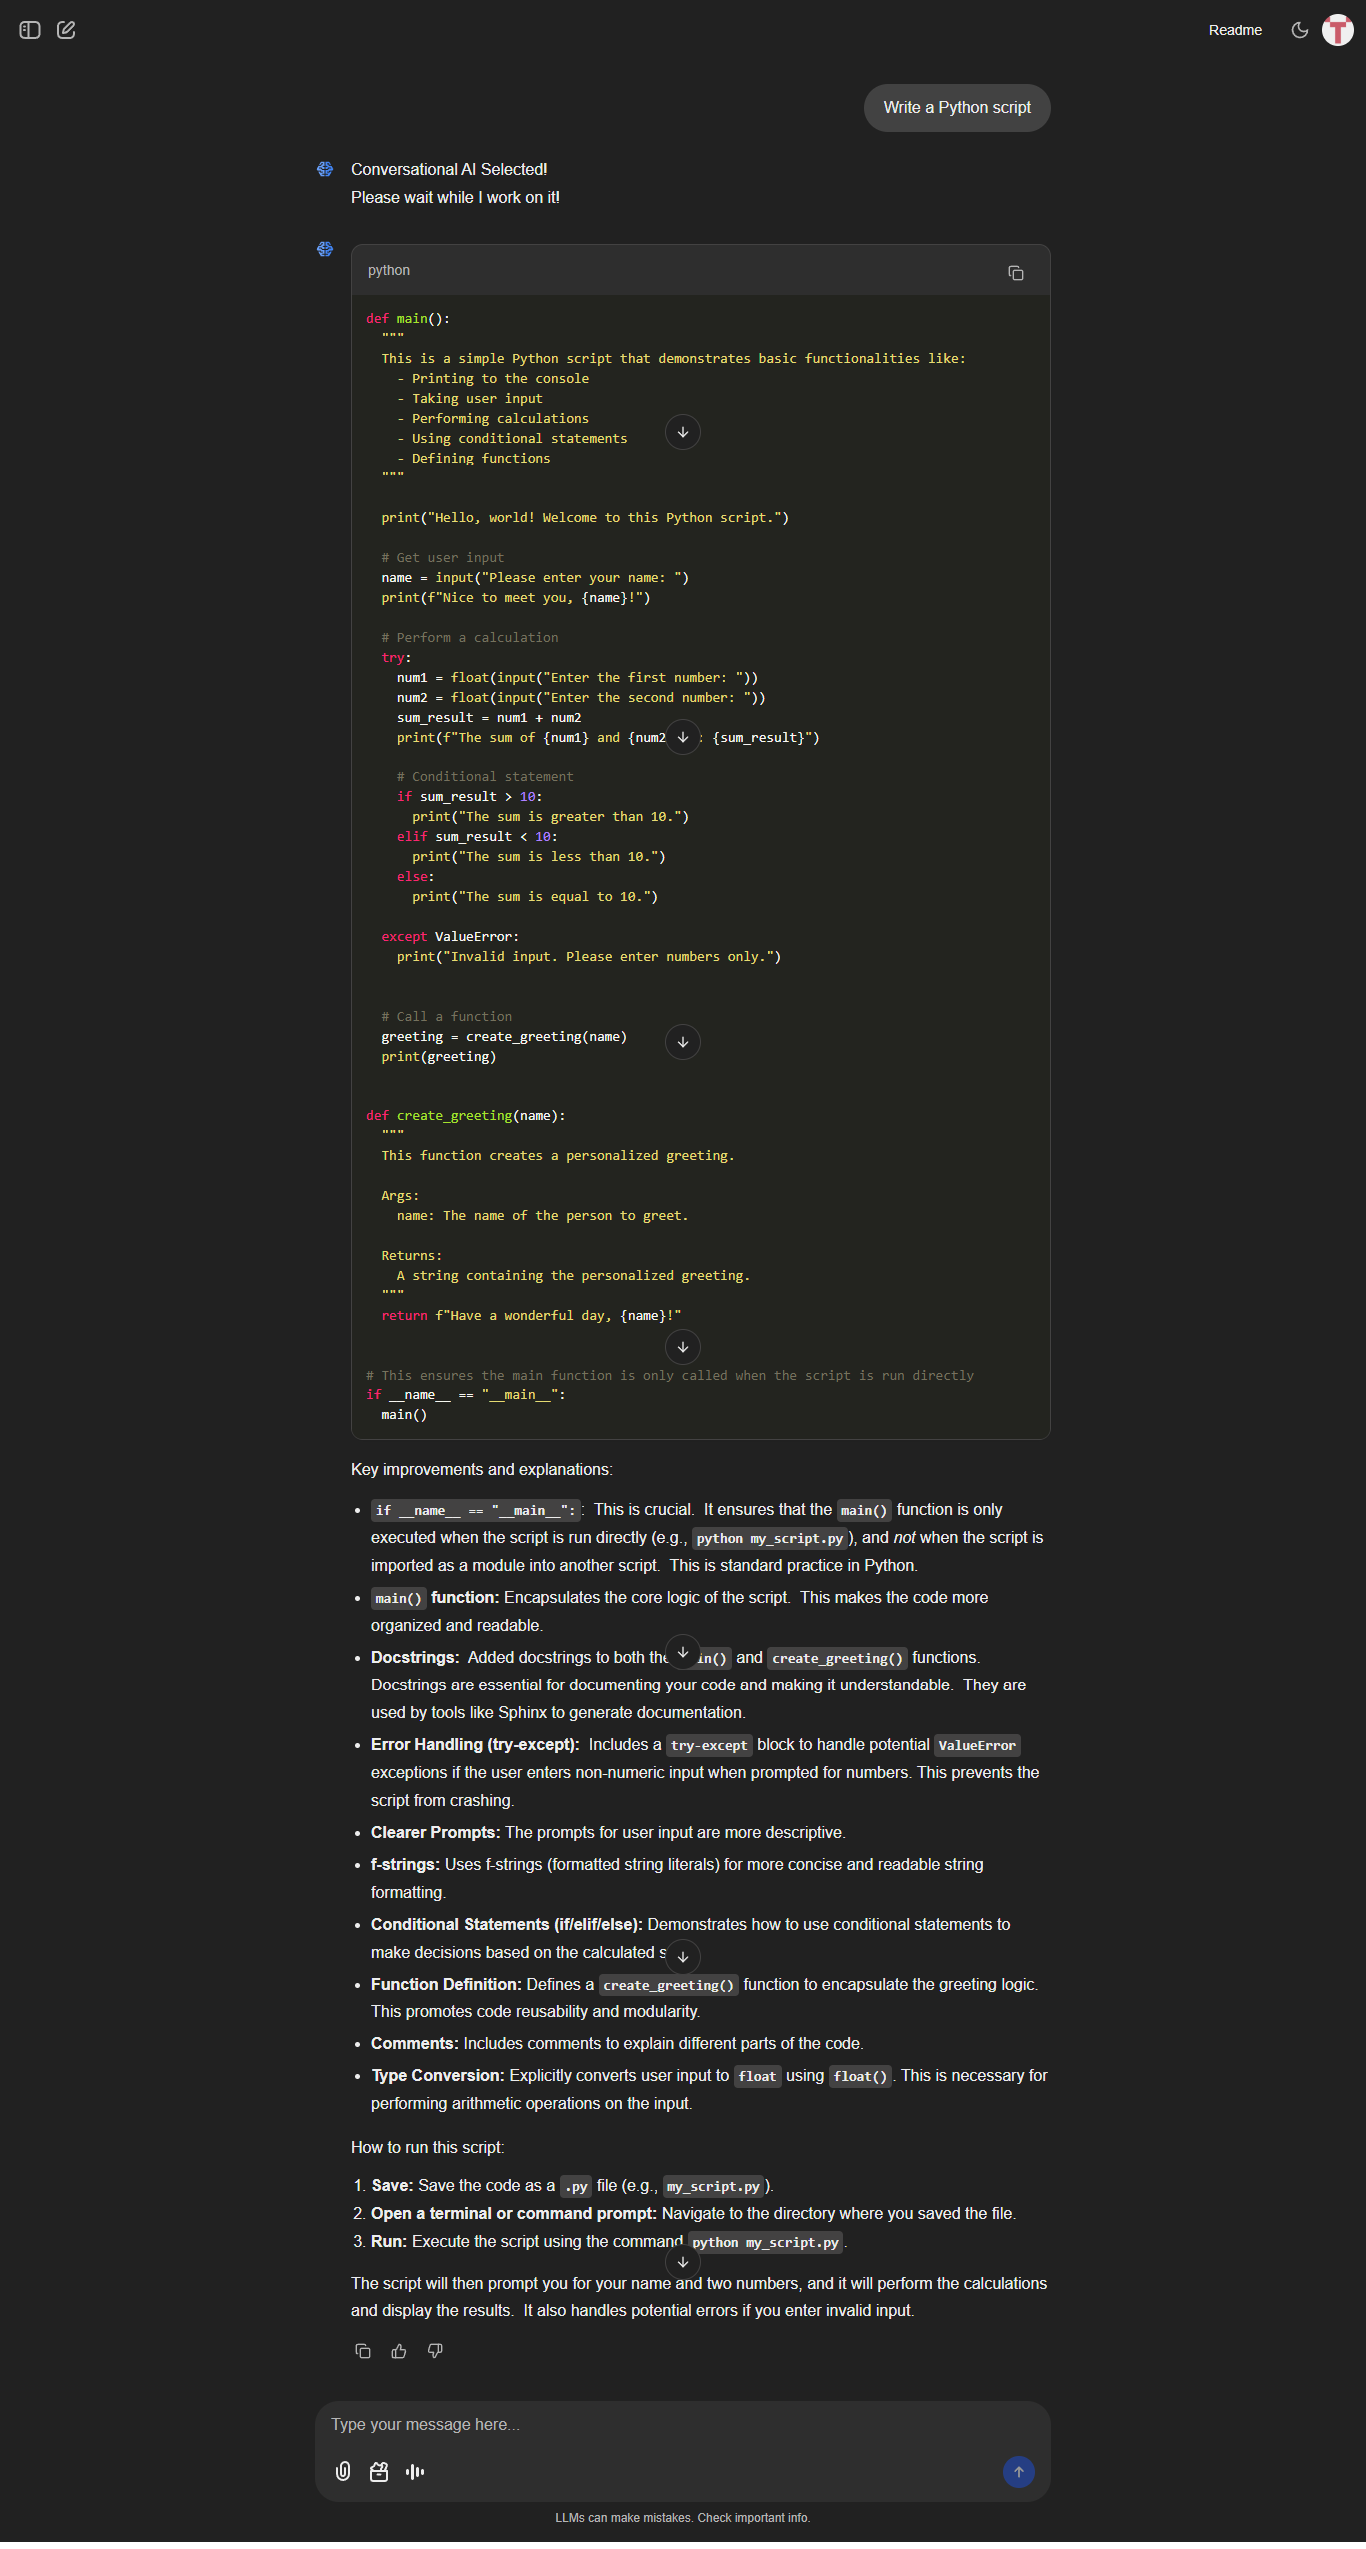 Readme
Write a Python script
Conversational AI Selected!
Please wait while I work on it!
python
def main():
  """
  This is a simple Python script that demonstrates basic functionalities like:
    - Printing to the console
    - Taking user input
    - Performing calculations
    - Using conditional statements
    - Defining functions
  """
  print("Hello, world! Welcome to this Python script.")
  # Get user input
  name = input("Please enter your name: ")
  print(f"Nice to meet you, {name}!")
  # Perform a calculation
  try:
    num1 = float(input("Enter the first number: "))
    num2 = float(input("Enter the second number: "))
    sum_result = num1 + num2
    print(f"The sum of {num1} and {num2 : {sum_result}")
    # Conditional statement
    if sum_result > 10:
      print("The sum is greater than 10.")
    elif sum_result < 10:
      print("The sum is less than 10.")
    else:
      print("The sum is equal to 10.")
  except ValueError:
    print("Invalid input. Please enter numbers only.")
  # Call a function
  greeting = create_greeting(name)
  print(greeting)
def create_greeting(name):
  """
  This function creates a personalized greeting.
  Args:
    name: The name of the person to greet.
  Returns:
    A string containing the personalized greeting.
  """
  return f"Have a wonderful day, {name}!"
# This ensures the main function is only called when the script is run directly
if __name__ == "__main__":
  main()
Key improvements and explanations:
• if __name__ == "__main__": : This is crucial. It ensures that the main() function is only
executed when the script is run directly (e.g., python my_script.py ), and not when the script is
imported as a module into another script. This is standard practice in Python.
• main() function: Encapsulates the core logic of the script. This makes the code more
organized and readable.
• Docstrings: Added docstrings to both the in() and create_greeting() functions.
Docstrings are essential for documenting your code and making it understandable. They are
used by tools like Sphinx to generate documentation.
• Error Handling (try-except): Includes a try-except block to handle potential ValueError
exceptions if the user enters non-numeric input when prompted for numbers. This prevents the
script from crashing.
• Clearer Prompts: The prompts for user input are more descriptive.
• f-strings: Uses f-strings (formatted string literals) for more concise and readable string
formatting.
• Conditional Statements (if/elif/else): Demonstrates how to use conditional statements to
make decisions based on the calculated
• Function Definition: Defines a create_greeting() function to encapsulate the greeting logic.
This promotes code reusability and modularity.
• Comments: Includes comments to explain different parts of the code.
• Type Conversion: Explicitly converts user input to float using float() . This is necessary for
performing arithmetic operations on the input.
How to run this script:
1. Save: Save the code as a .py file (e.g., my_script.py ).
2. Open a terminal or command prompt: Navigate to the directory where you saved the file.
3. Run: Execute the script using the command python my_script.py .
The script will then prompt you for your name and two numbers, and it will perform the calculations
and display the results. It also handles potential errors if you enter invalid input.
Type your message here...
LLMs can make mistakes. Check important info.